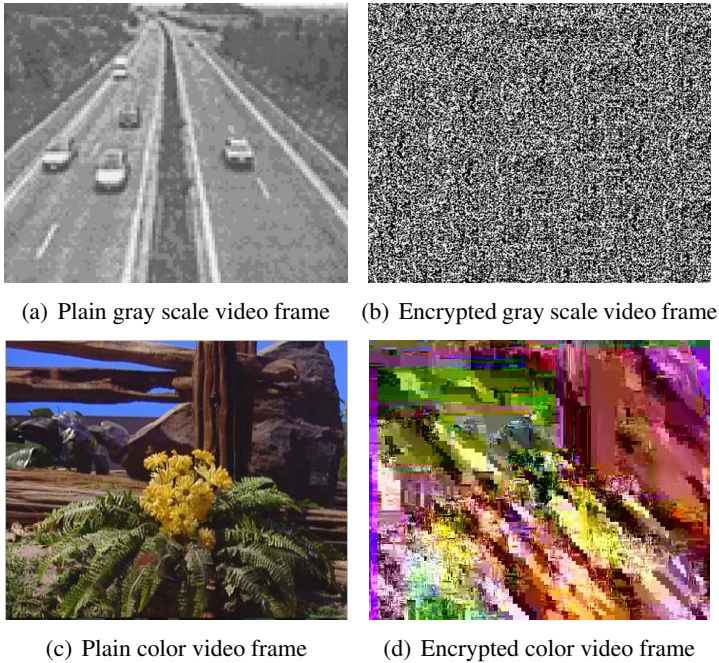 (a) Plain gray scale video frame
(b) Encrypted gray scale video frame
(c) Plain color video frame
(d) Encrypted color video frame